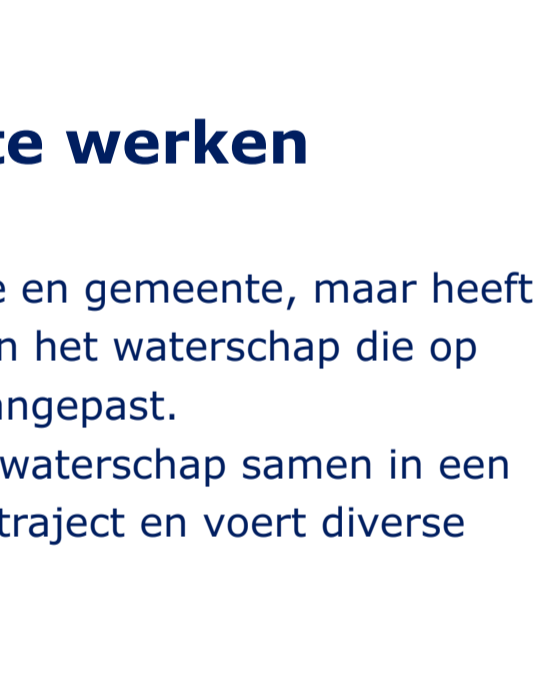 te werken
e en gemeente, maar heeft
n het waterschap die op
angepast.
waterschap samen in een
traject en voert diverse